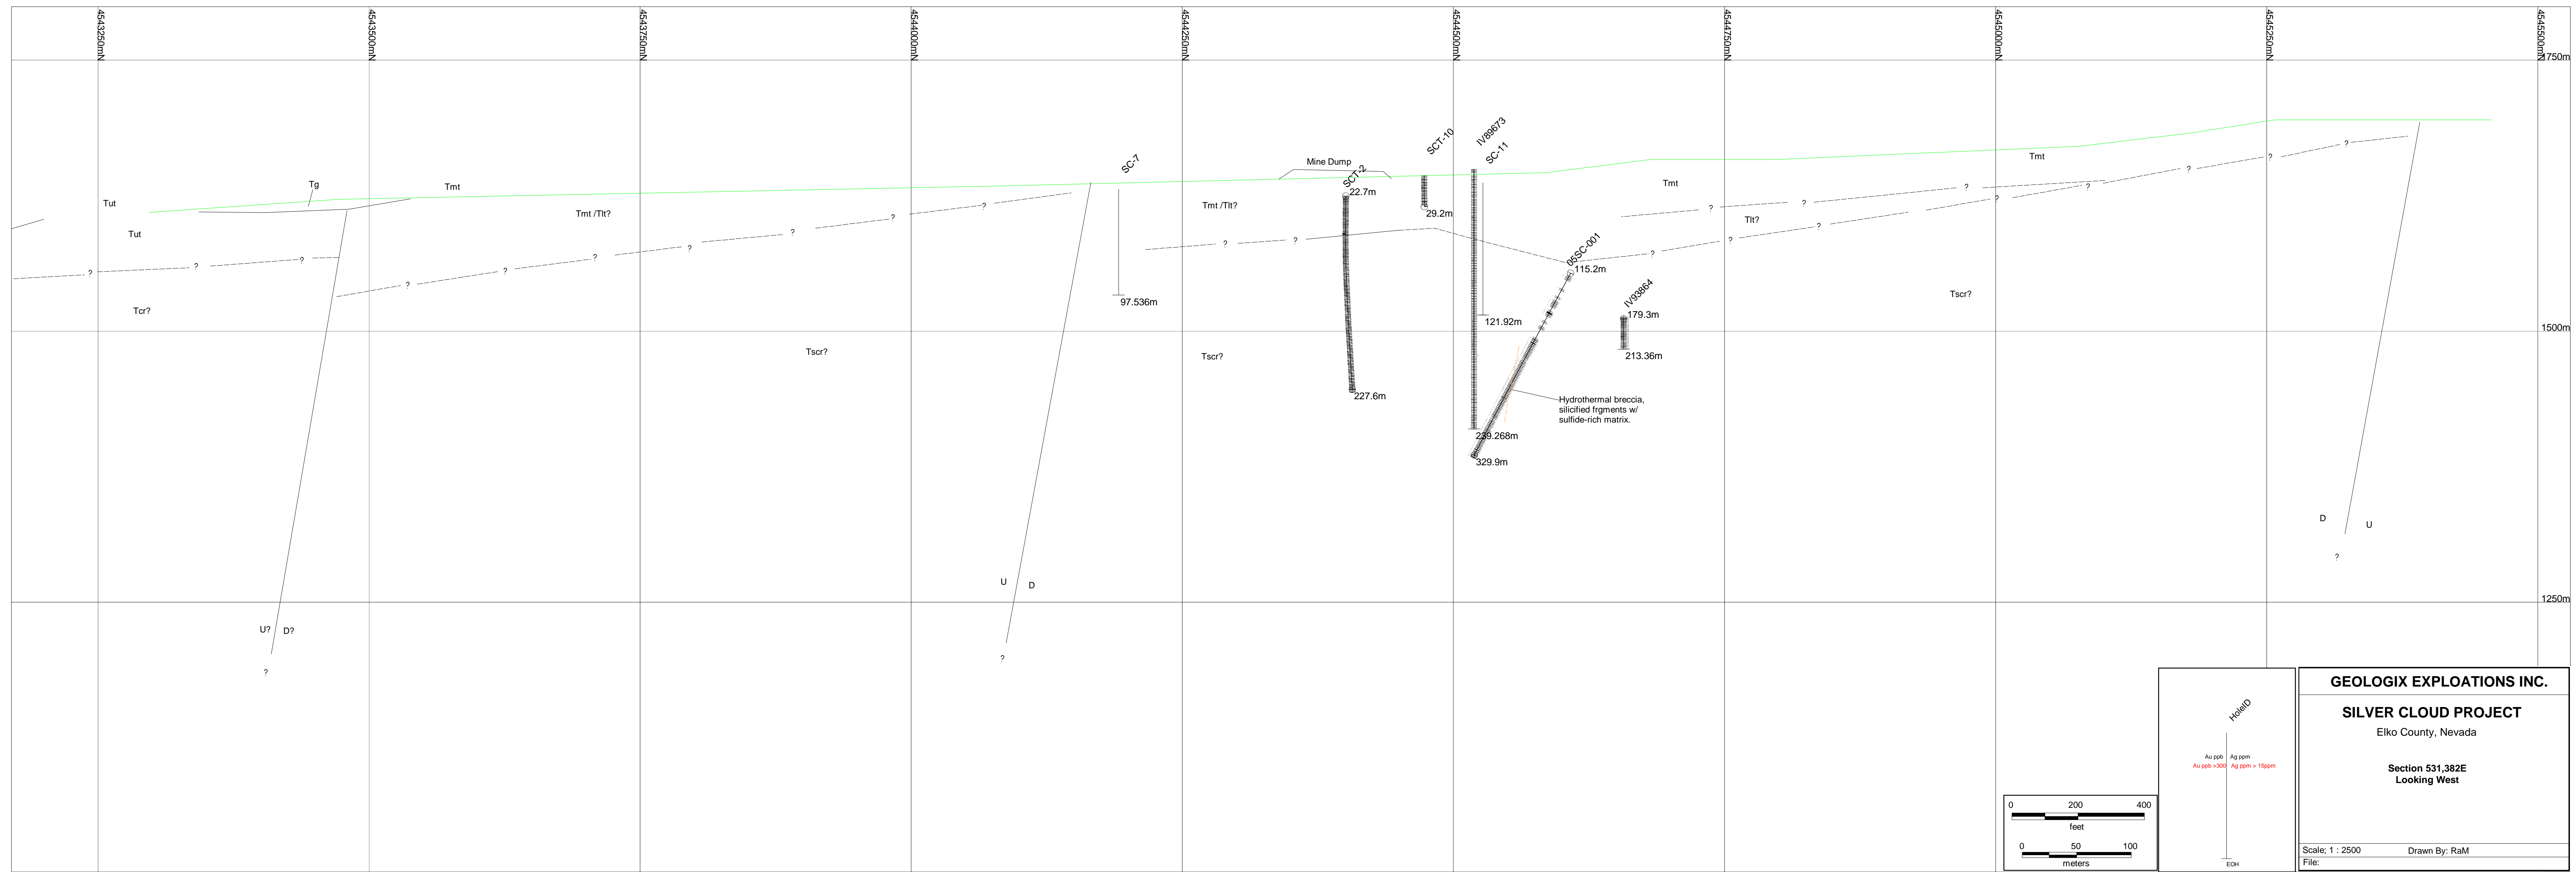 4543250mN
4543500mN
4543750mN
4544000mN
4544250mN
4544500mN
4544750mN
4545000mN
4545250mN
4545500mN
1750m
1500m
1250m
Tut
Tut
Tg
Tmt
Tmt /Tlt?
? ? ?
? ? ? ? ? ? ?
Tcr?
Tscr?
U? D?
?
SC-7
97.536m
U D
?
Tmt /Tlt?
? ?
Tscr?
Mine Dump
SCT-2
22.7m
227.6m
SCT-10
29.2m
IV89673
SC-11
121.92m
239.268m
05SC-001
115.2m
329.9m
Hydrothermal breccia,
silicified frgments w/
sulfide-rich matrix.
IV93864
179.3m
213.36m
Tmt
Tmt
Tlt?
? ? ?
? ? ? ? ? ? ? ?
Tscr?
D U
?
0 200 400
feet
0 50 100
meters
HoleID
Au ppb Ag ppm
Au ppb >300 Ag ppm > 15ppm
EOH
GEOLOGIX EXPLOATIONS INC.
SILVER CLOUD PROJECT
Elko County, Nevada
Section 531,382E
Looking West
Scale; 1 : 2500 Drawn By: RaM
File: